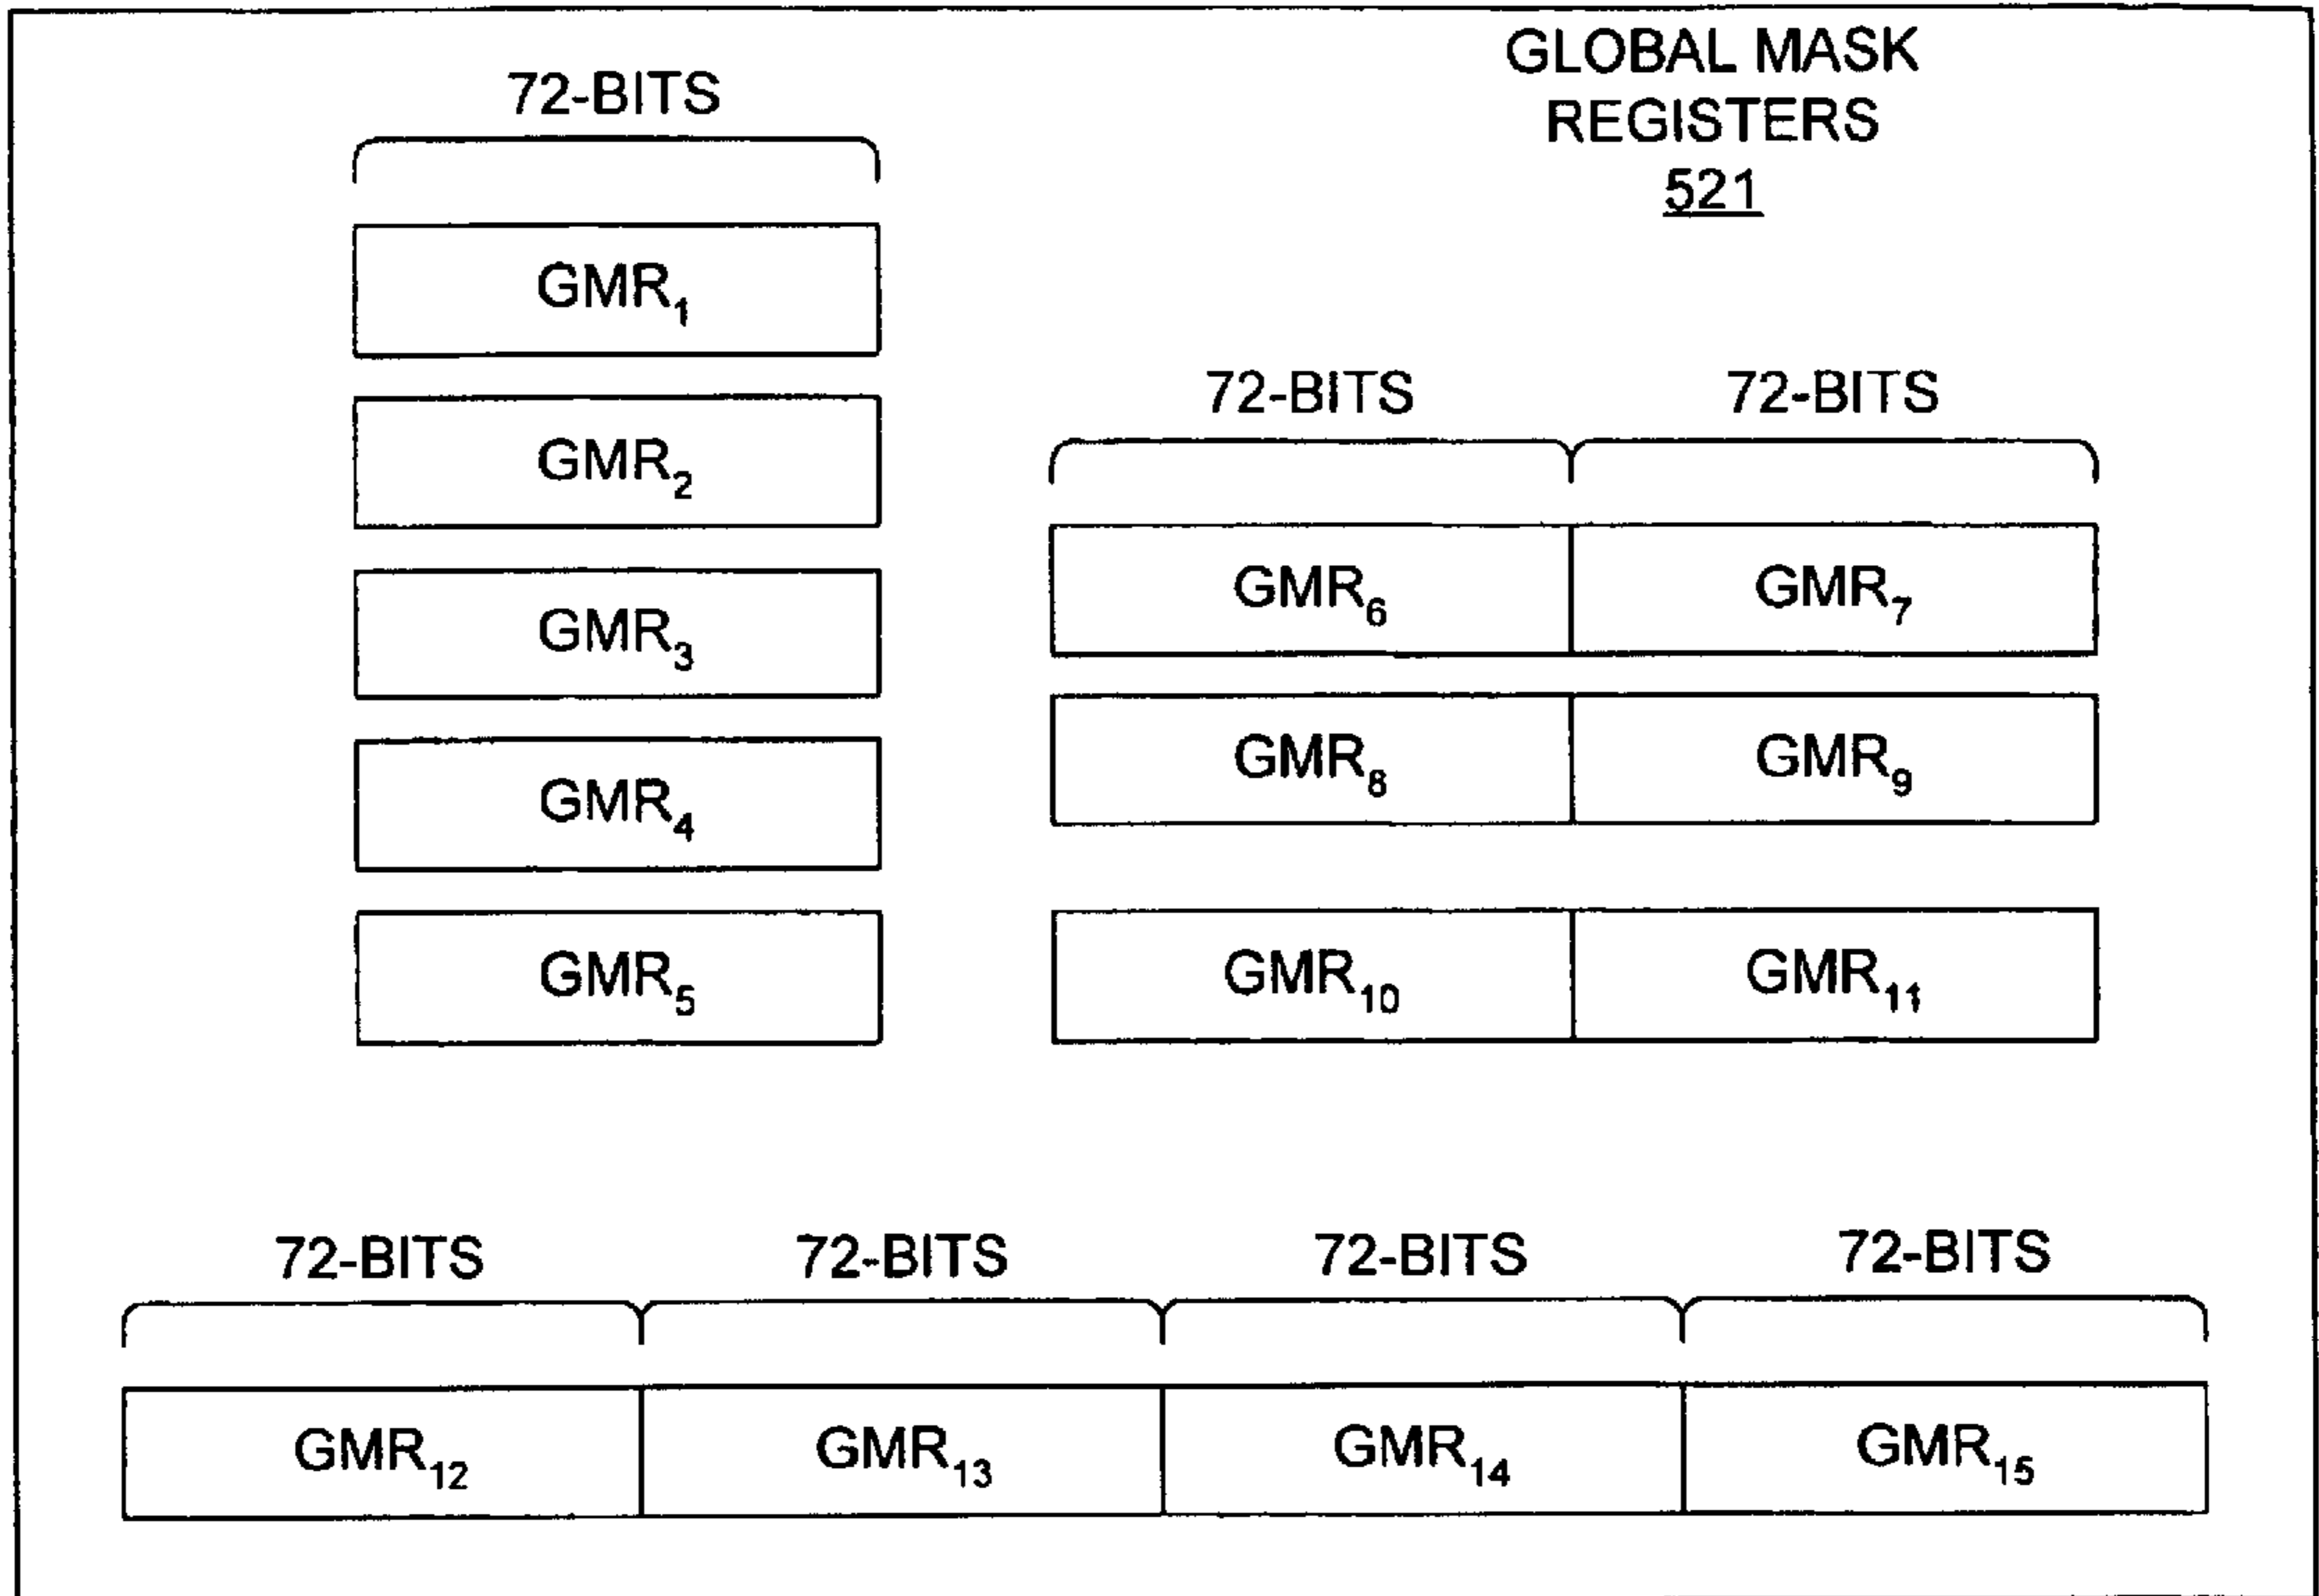 GLOBAL MASK
REGISTERS
521
72-BITS
GMR₁
GMR₂
GMR₃
GMR₄
GMR₅
72-BITS 72-BITS
GMR₆ GMR₇
GMR₈ GMR₉
GMR₁₀ GMR₁₁
72-BITS 72-BITS 72-BITS 72-BITS
GMR₁₂ GMR₁₃ GMR₁₄ GMR₁₅